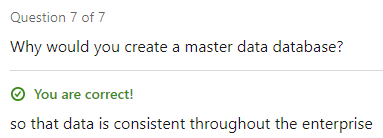 Question 7 of 7
Why would you create a master data database?
You are correct!
so that data is consistent throughout the enterprise